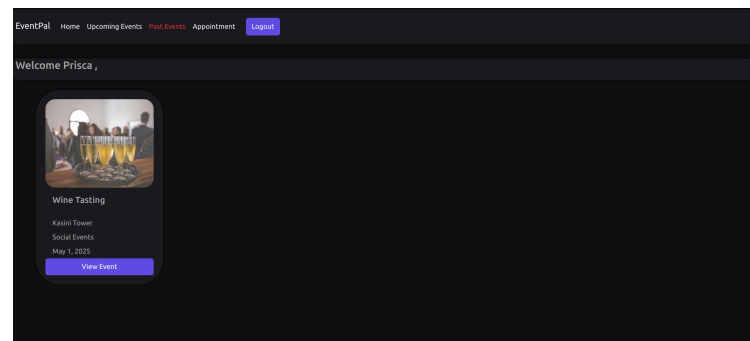 EventPal Home Upcoming Events Past Events Appointment Logout
Welcome Prisca ,
Wine Tasting
Kasini Tower
Social Events
May 1, 2025
View Event